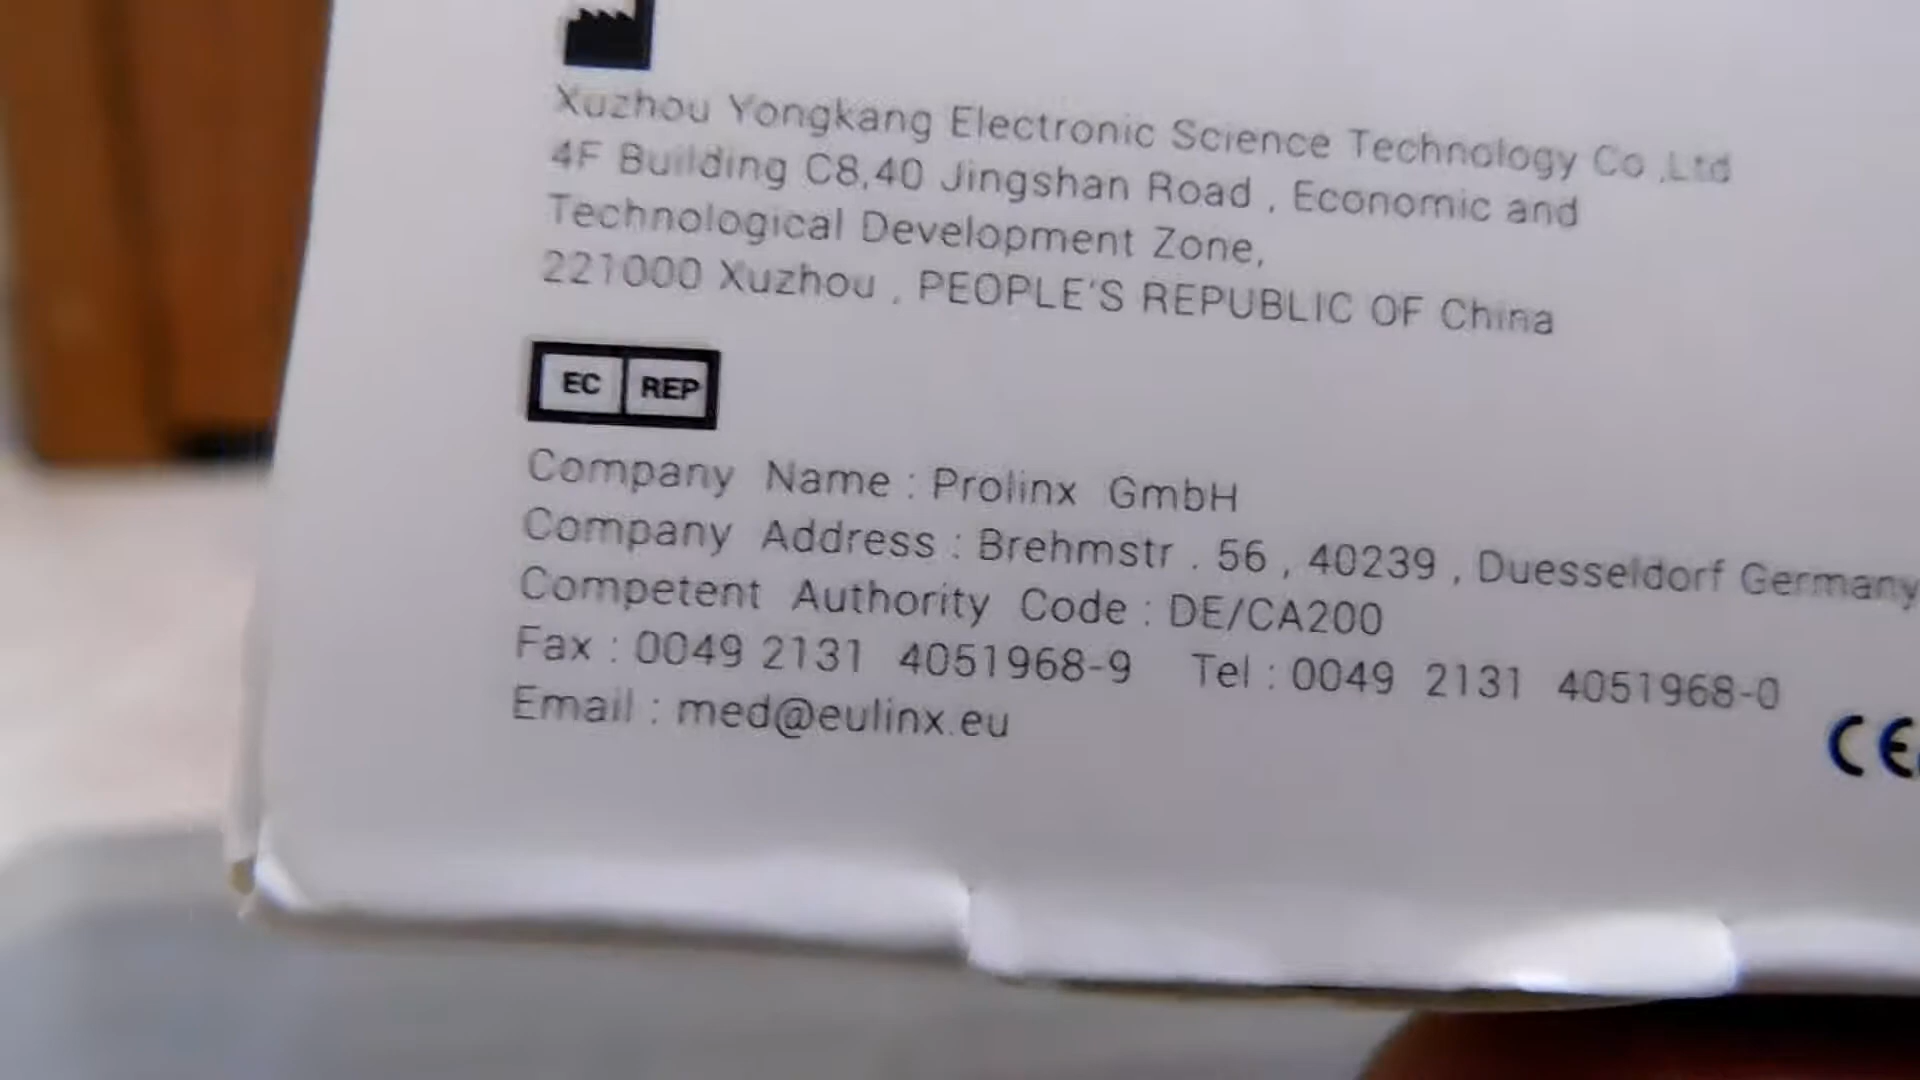 Xuzhou Yongkang Electronic Science Technology Co .,Ltd
4F Building C8,40 Jingshan Road , Economic and
Technological Development Zone,
221000 Xuzhou , PEOPLE'S REPUBLIC OF China
EC REP
Company Name : Prolinx GmbH
Company Address : Brehmstr . 56 , 40239 , Duesseldorf Germany
Competent Authority Code : DE/CA200
Fax : 0049 2131 4051968-9 Tel : 0049 2131 4051968-0
Email : med@eulinx.eu
CE